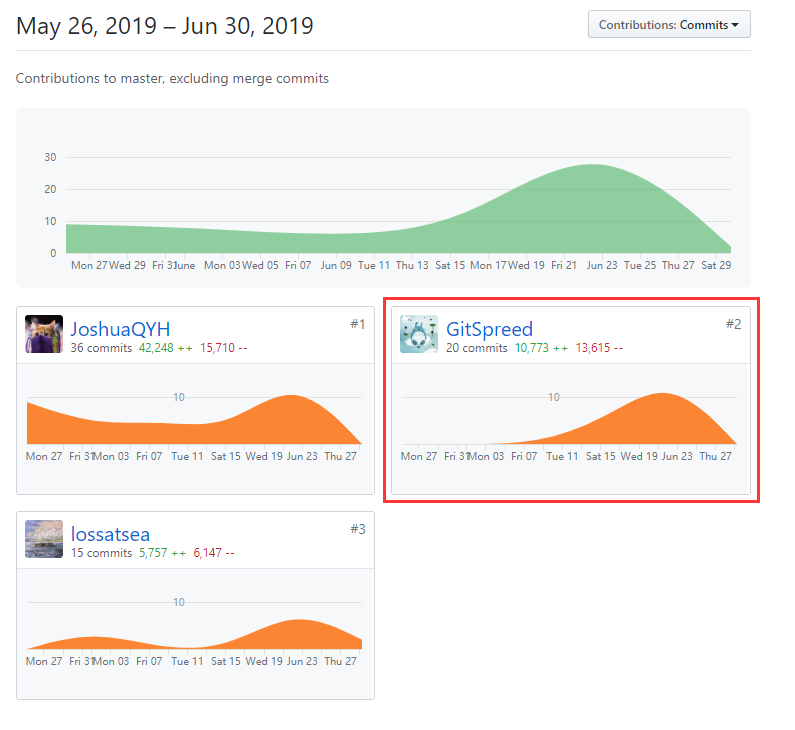 May 26, 2019 – Jun 30, 2019
Contributions: Commits
Contributions to master, excluding merge commits
30
20
10
0
Mon 27 Wed 29 Fri 31 June Mon 03 Wed 05 Fri 07 Jun 09 Tue 11 Thu 13 Sat 15 Mon 17 Wed 19 Fri 21 Jun 23 Tue 25 Thu 27 Sat 29
JoshuaQYH #1
36 commits 42,248 ++ 15,710 --
10
Mon 27 Fri 31 Mon 03 Fri 07 Tue 11 Sat 15 Wed 19 Jun 23 Thu 27
GitSpreed #2
20 commits 10,773 ++ 13,615 --
10
Mon 27 Fri 31 Mon 03 Fri 07 Tue 11 Sat 15 Wed 19 Jun 23 Thu 27
lossatsea #3
15 commits 5,757 ++ 6,147 --
10
Mon 27 Fri 31 Mon 03 Fri 07 Tue 11 Sat 15 Wed 19 Jun 23 Thu 27